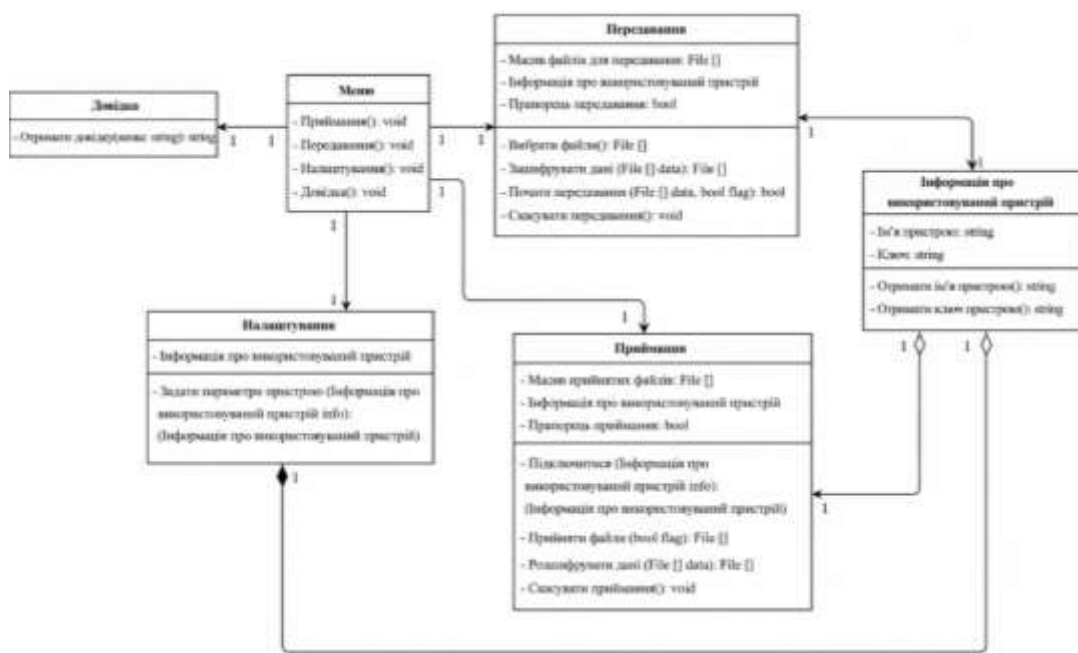 Передавання
- Масив файлів для передавання: File []
- Інформація про використовуваний пристрій
- Прапорець передавання: bool
- Вибрати файли(): File []
- Зашифрувати дані (File [] data): File []
- Почати передавання (File [] data, bool flag): bool
- Скасувати передавання(): void
Меню
- Приймання(): void
- Передавання(): void
- Налаштування(): void
- Довідка(): void
Довідка
- Отримати довідку(мова: string): string
1
1
1
1
1
1
1
1
1
1
Інформація про
використовуваний пристрій
- Ім'я пристрою: string
- Ключ: string
- Отримати ім'я пристрою(): string
- Отримати ключ пристрою(): string
1
1
Налаштування
- Інформація про використовуваний пристрій
- Задати параметри пристрою (Інформація про
використовуваний пристрій info):
(Інформація про використовуваний пристрій)
1
Приймання
- Масив прийнятих файлів: File []
- Інформація про використовуваний пристрій
- Прапорець приймання: bool
- Підключитися (Інформація про
використовуваний пристрій info):
(Інформація про використовуваний пристрій)
- Прийняти файли (bool flag): File []
- Розшифрувати дані (File [] data): File []
- Скасувати приймання(): void
1